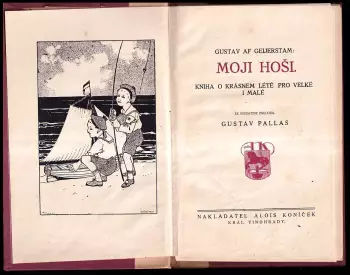 GUSTAV AF GEIJERSTAM:
MOJI HOŠI.
KNIHA O KRÁSNÉM LÉTĚ PRO VELKÉ
I MALÉ
ZE ŠVÉDŠTINY PŘELOŽIL
GUSTAV PALLAS
NAKLADATEL ALOIS KONÍČEK
KRÁL. VINOHRADY.